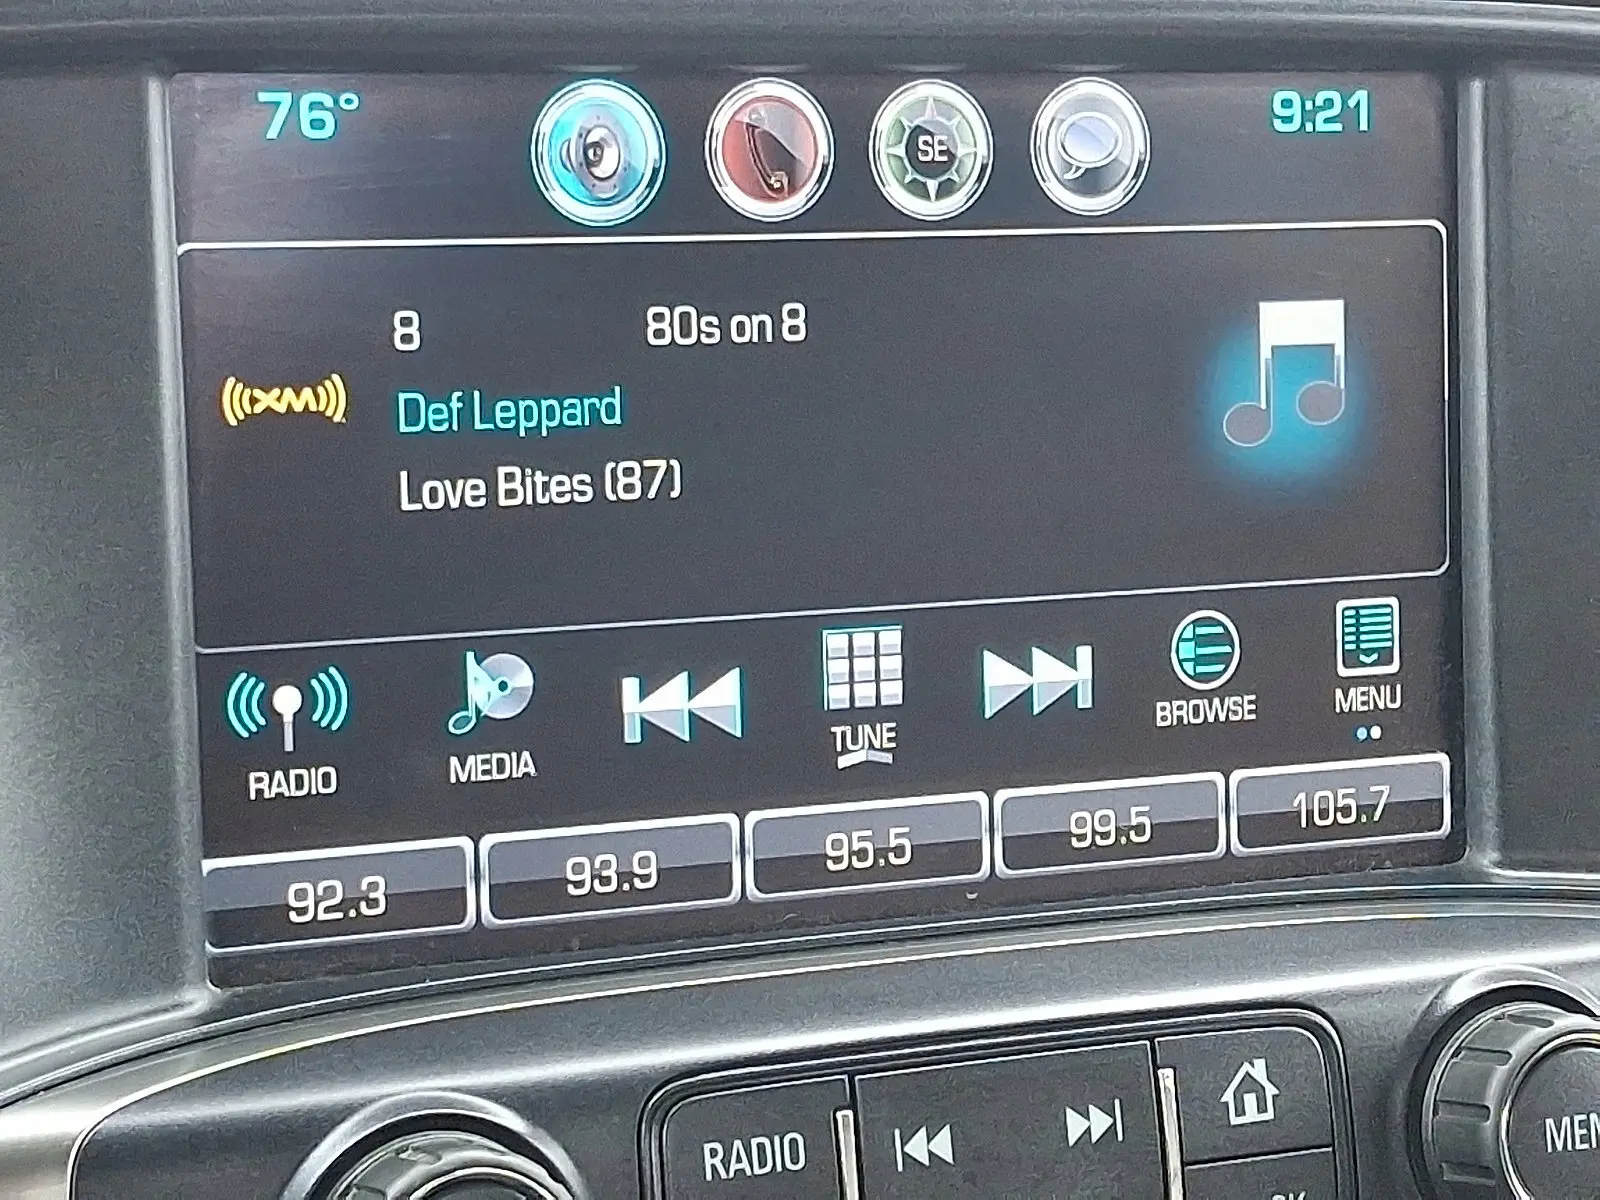 76°
SE
9:21
8
80s on 8
XM
Def Leppard
Love Bites (87)
RADIO
MEDIA
TUNE
BROWSE
MENU
92.3
93.9
95.5
99.5
105.7
RADIO